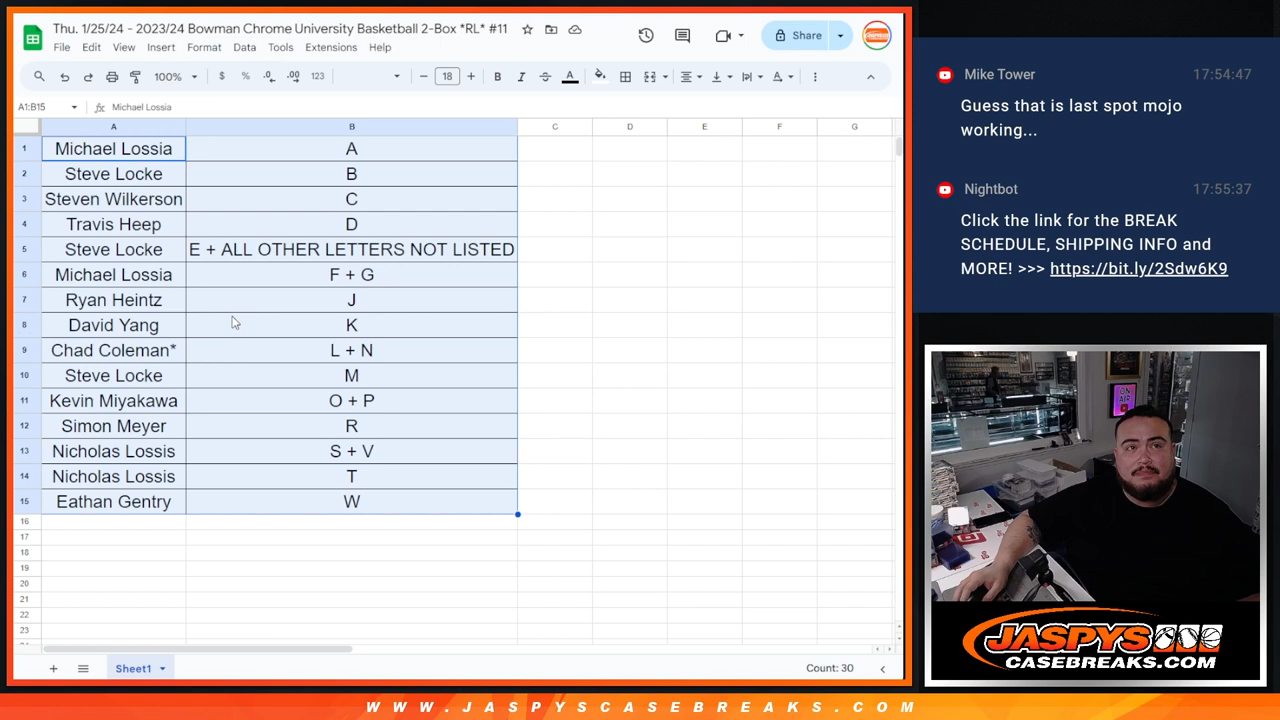 Thu. 1/25/24 - 2023/24 Bowman Chrome University Basketball 2-Box *RL* #11
File Edit View Insert Format Data Tools Extensions Help
Share
100% $ % .0 .00 123 18 B I S A
A1:B15 fx Michael Lossia
A B C D E F G
1 Michael Lossia A
2 Steve Locke B
3 Steven Wilkerson C
4 Travis Heep D
5 Steve Locke E + ALL OTHER LETTERS NOT LISTED
6 Michael Lossia F + G
7 Ryan Heintz J
8 David Yang K
9 Chad Coleman* L + N
10 Steve Locke M
11 Kevin Miyakawa O + P
12 Simon Meyer R
13 Nicholas Lossis S + V
14 Nicholas Lossis T
15 Eathan Gentry W
16
17
18
19
20
21
22
23
Sheet1
Count: 30
Mike Tower 17:54:47
Guess that is last spot mojo
working...
Nightbot 17:55:37
Click the link for the BREAK
SCHEDULE, SHIPPING INFO and
MORE! >>> https://bit.ly/2Sdw6K9
ON
AIR
JASPYS
CASEBREAKS.COM
WWW.JASPYSCASEBREAKS.COM